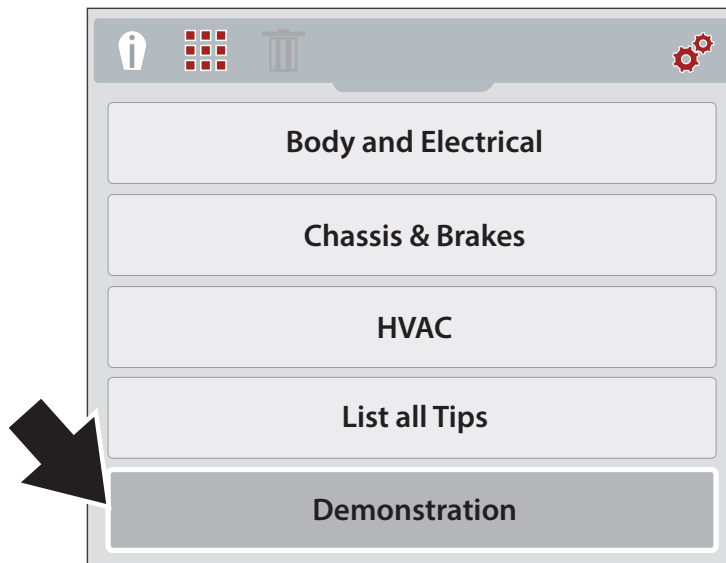 Body and Electrical
Chassis & Brakes
HVAC
List all Tips
Demonstration